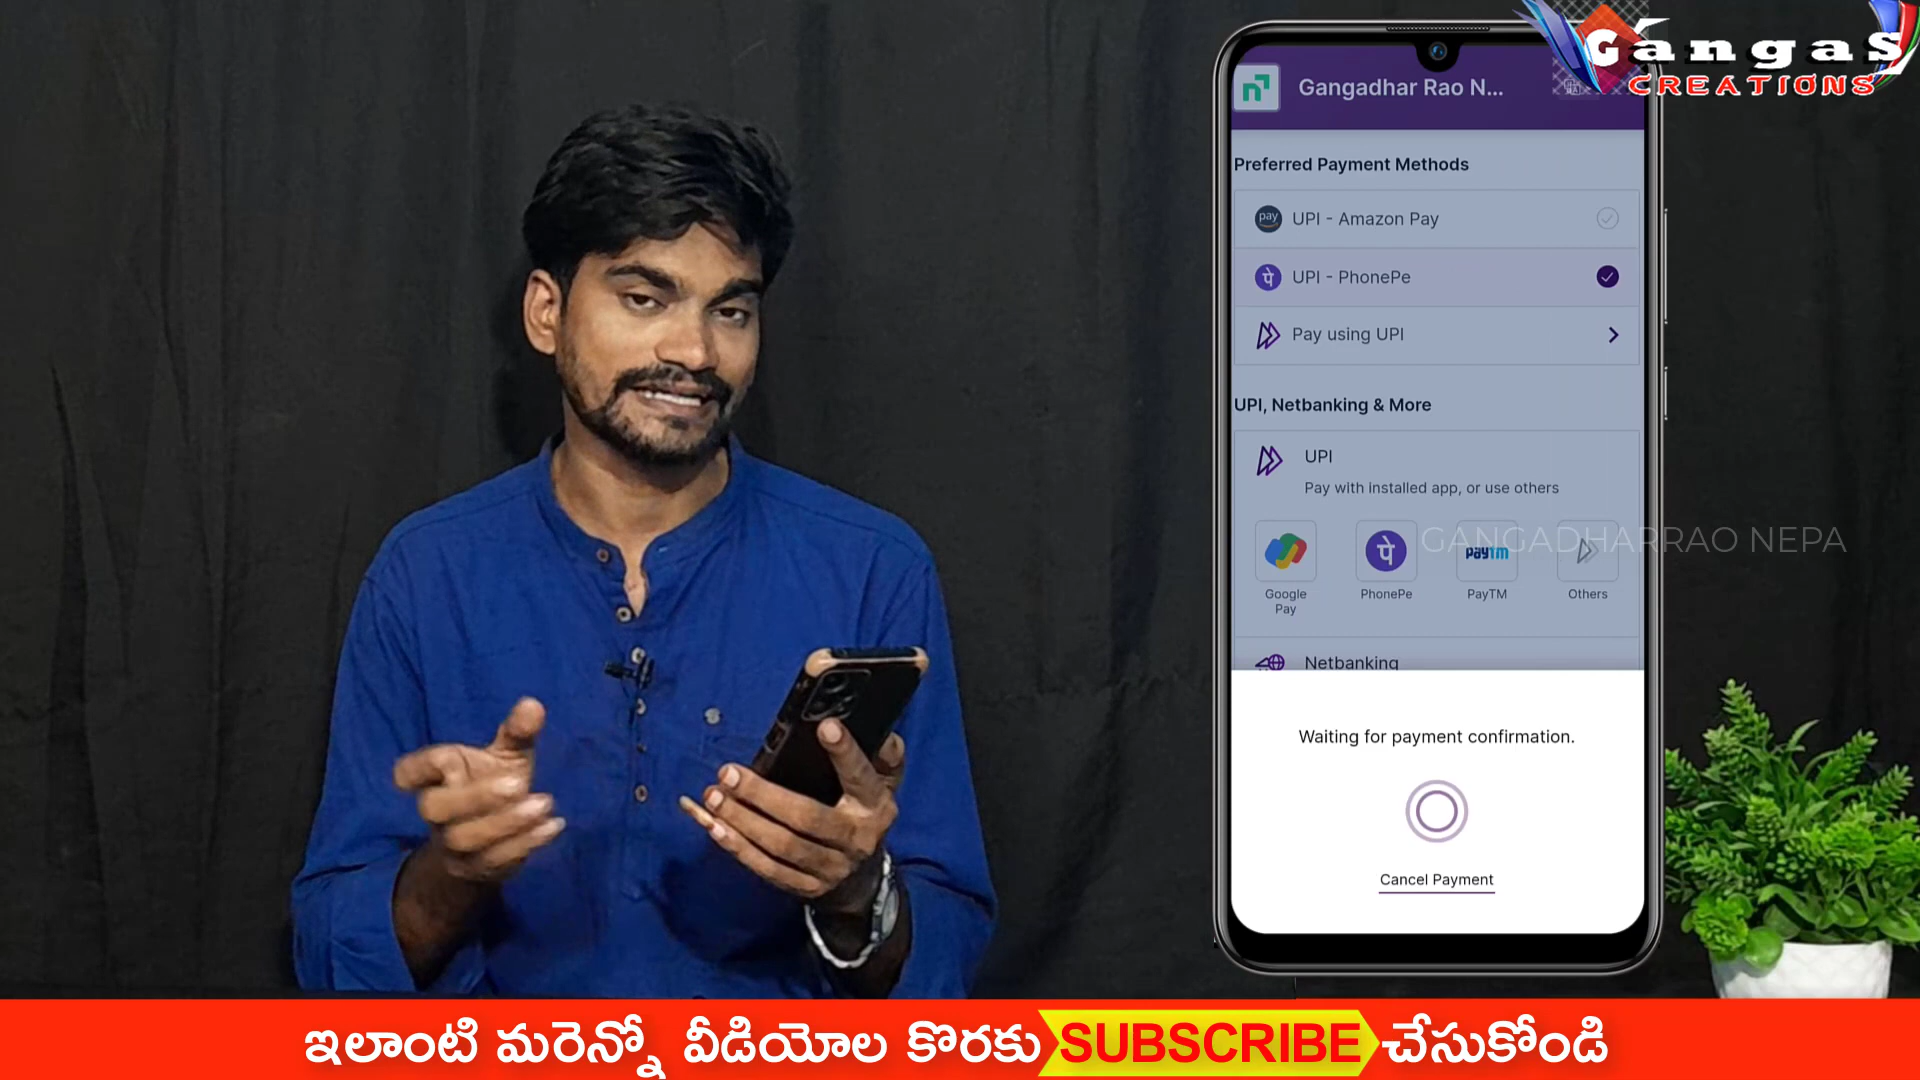 GangaS
CREATIONS
n
Gangadhar Rao N...
Preferred Payment Methods
pay UPI - Amazon Pay
पे UPI - PhonePe
Pay using UPI
UPI, Netbanking & More
UPI
Pay with installed app, or use others
GANGADHARRAO NEPA
पे paytm
Google Pay PhonePe PayTM Others
Netbanking
Waiting for payment confirmation.
Cancel Payment
ఇలాంటి మరెన్నో వీడియోల కొరకు SUBSCRIBE చేసుకోండి